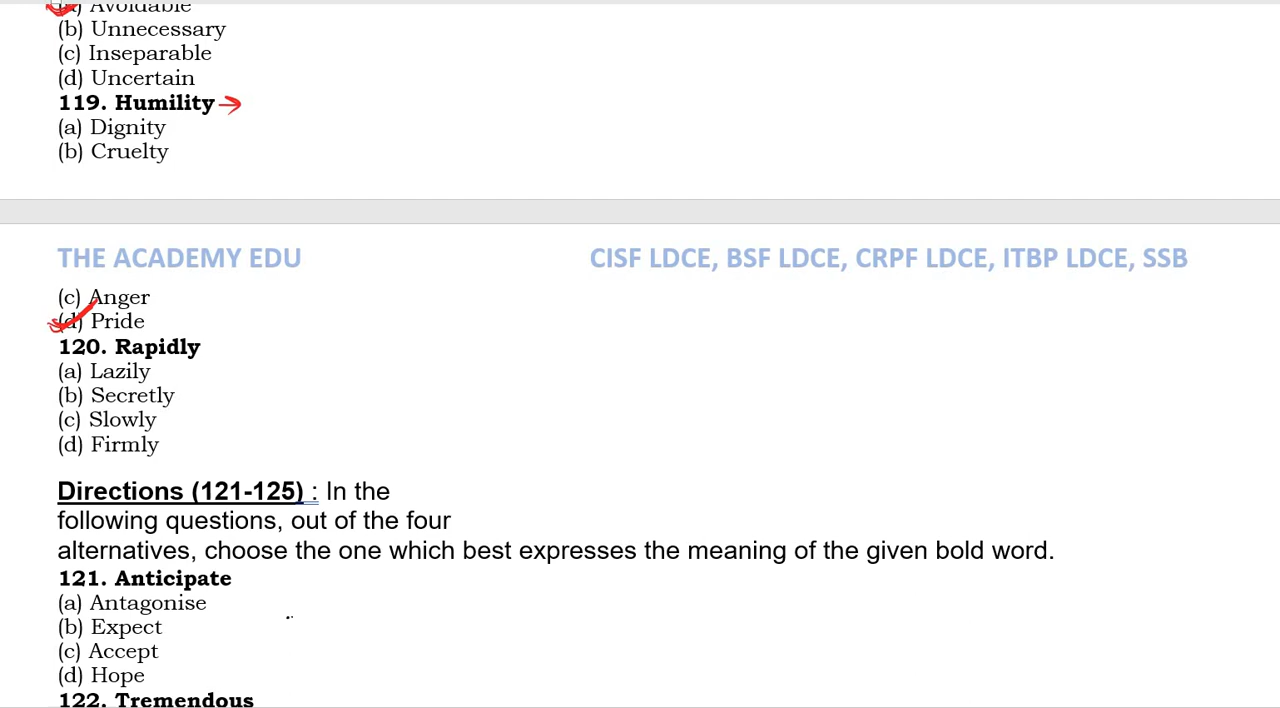 (a) Avoidable
(b) Unnecessary
(c) Inseparable
(d) Uncertain
119. Humility
(a) Dignity
(b) Cruelty
THE ACADEMY EDU CISF LDCE, BSF LDCE, CRPF LDCE, ITBP LDCE, SSB
(c) Anger
(d) Pride
120. Rapidly
(a) Lazily
(b) Secretly
(c) Slowly
(d) Firmly
Directions (121-125) : In the
following questions, out of the four
alternatives, choose the one which best expresses the meaning of the given bold word.
121. Anticipate
(a) Antagonise
(b) Expect
(c) Accept
(d) Hope
122. Tremendous